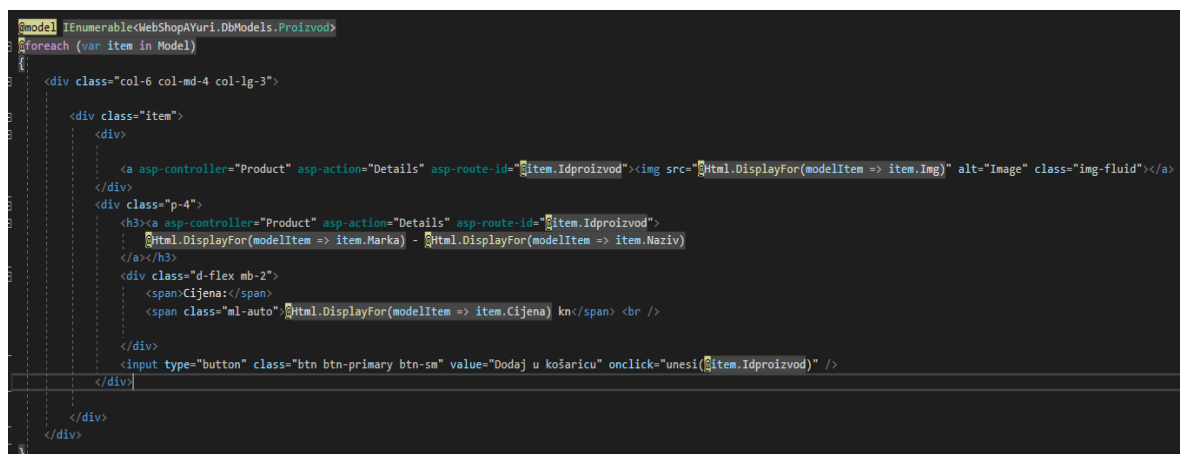 @model IEnumerable<WebShopAYuri.DbModels.Proizvod>
@foreach (var item in Model)
{
<div class="col-6 col-md-4 col-lg-3">
<div class="item">
<div>
<a asp-controller="Product" asp-action="Details" asp-route-id="@item.Idproizvod"><img src="@Html.DisplayFor(modelItem => item.Img)" alt="Image" class="img-fluid"></a>
</div>
<div class="p-4">
<h3><a asp-controller="Product" asp-action="Details" asp-route-id="@item.Idproizvod">
@Html.DisplayFor(modelItem => item.Marka) - @Html.DisplayFor(modelItem => item.Naziv)
</a></h3>
<div class="d-flex mb-2">
<span>Cijena:</span>
<span class="ml-auto">@Html.DisplayFor(modelItem => item.Cijena) kn</span> <br />
</div>
<input type="button" class="btn btn-primary btn-sm" value="Dodaj u košaricu" onclick="unesi(@item.Idproizvod)" />
</div>
</div>
</div>
}